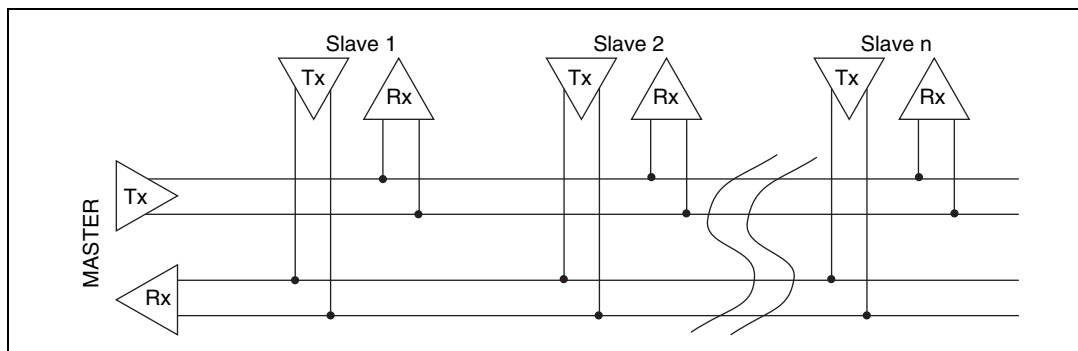 Slave 1
Slave 2
Slave n
Tx
Rx
Tx
Rx
Tx
Rx
MASTER
Tx
Rx